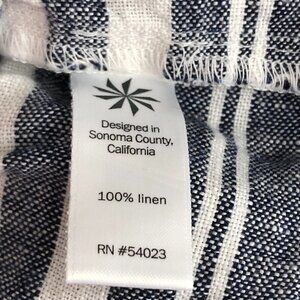 Designed in
Sonoma County,
California
100% linen
RN #54023